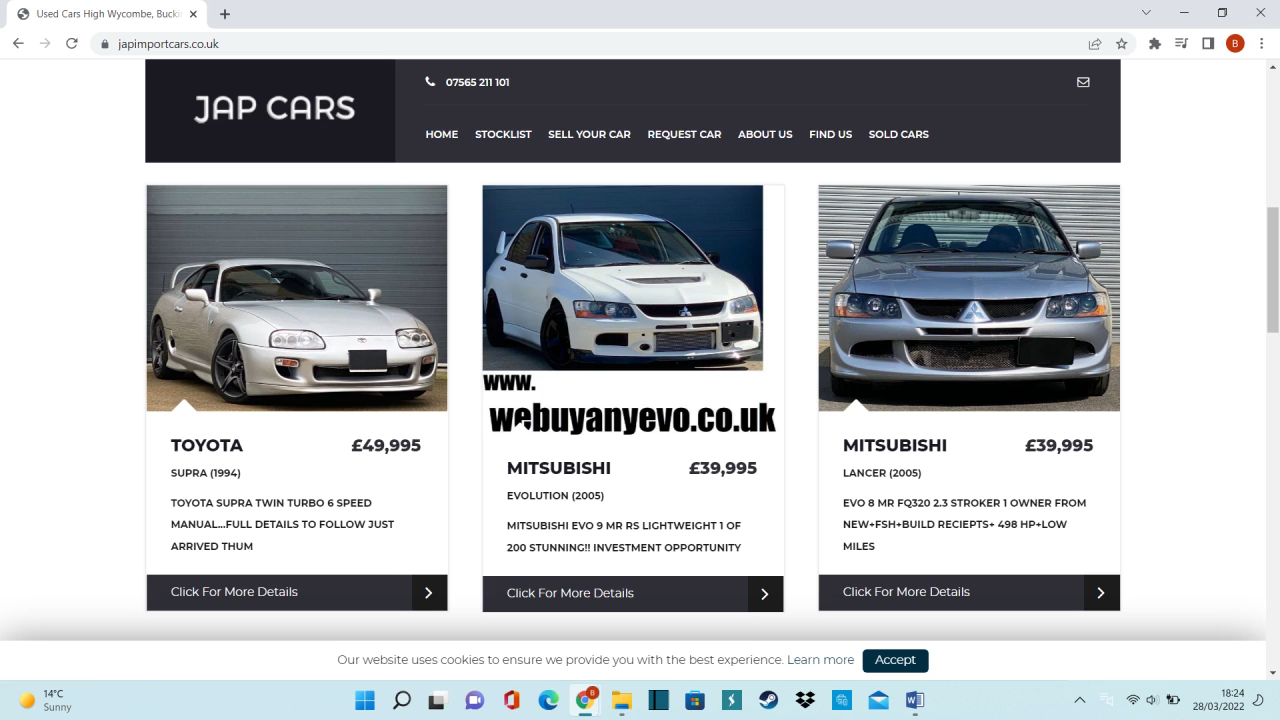 Used Cars High Wycombe, Bucki
japimportcars.co.uk
B
JAP CARS
07565 211 101
HOME STOCKLIST SELL YOUR CAR REQUEST CAR ABOUT US FIND US SOLD CARS
TOYOTA £49,995
SUPRA (1994)
TOYOTA SUPRA TWIN TURBO 6 SPEED
MANUAL...FULL DETAILS TO FOLLOW JUST
ARRIVED THUM
Click For More Details
www.
webuyanyevo.co.uk
MITSUBISHI £39,995
EVOLUTION (2005)
MITSUBISHI EVO 9 MR RS LIGHTWEIGHT 1 OF
200 STUNNING!! INVESTMENT OPPORTUNITY
Click For More Details
MITSUBISHI £39,995
LANCER (2005)
EVO 8 MR FQ320 2.3 STROKER 1 OWNER FROM
NEW+FSH+BUILD RECIEPTS+ 498 HP+LOW
MILES
Click For More Details
Our website uses cookies to ensure we provide you with the best experience. Learn more Accept
14°C
Sunny
B
18:24
28/03/2022